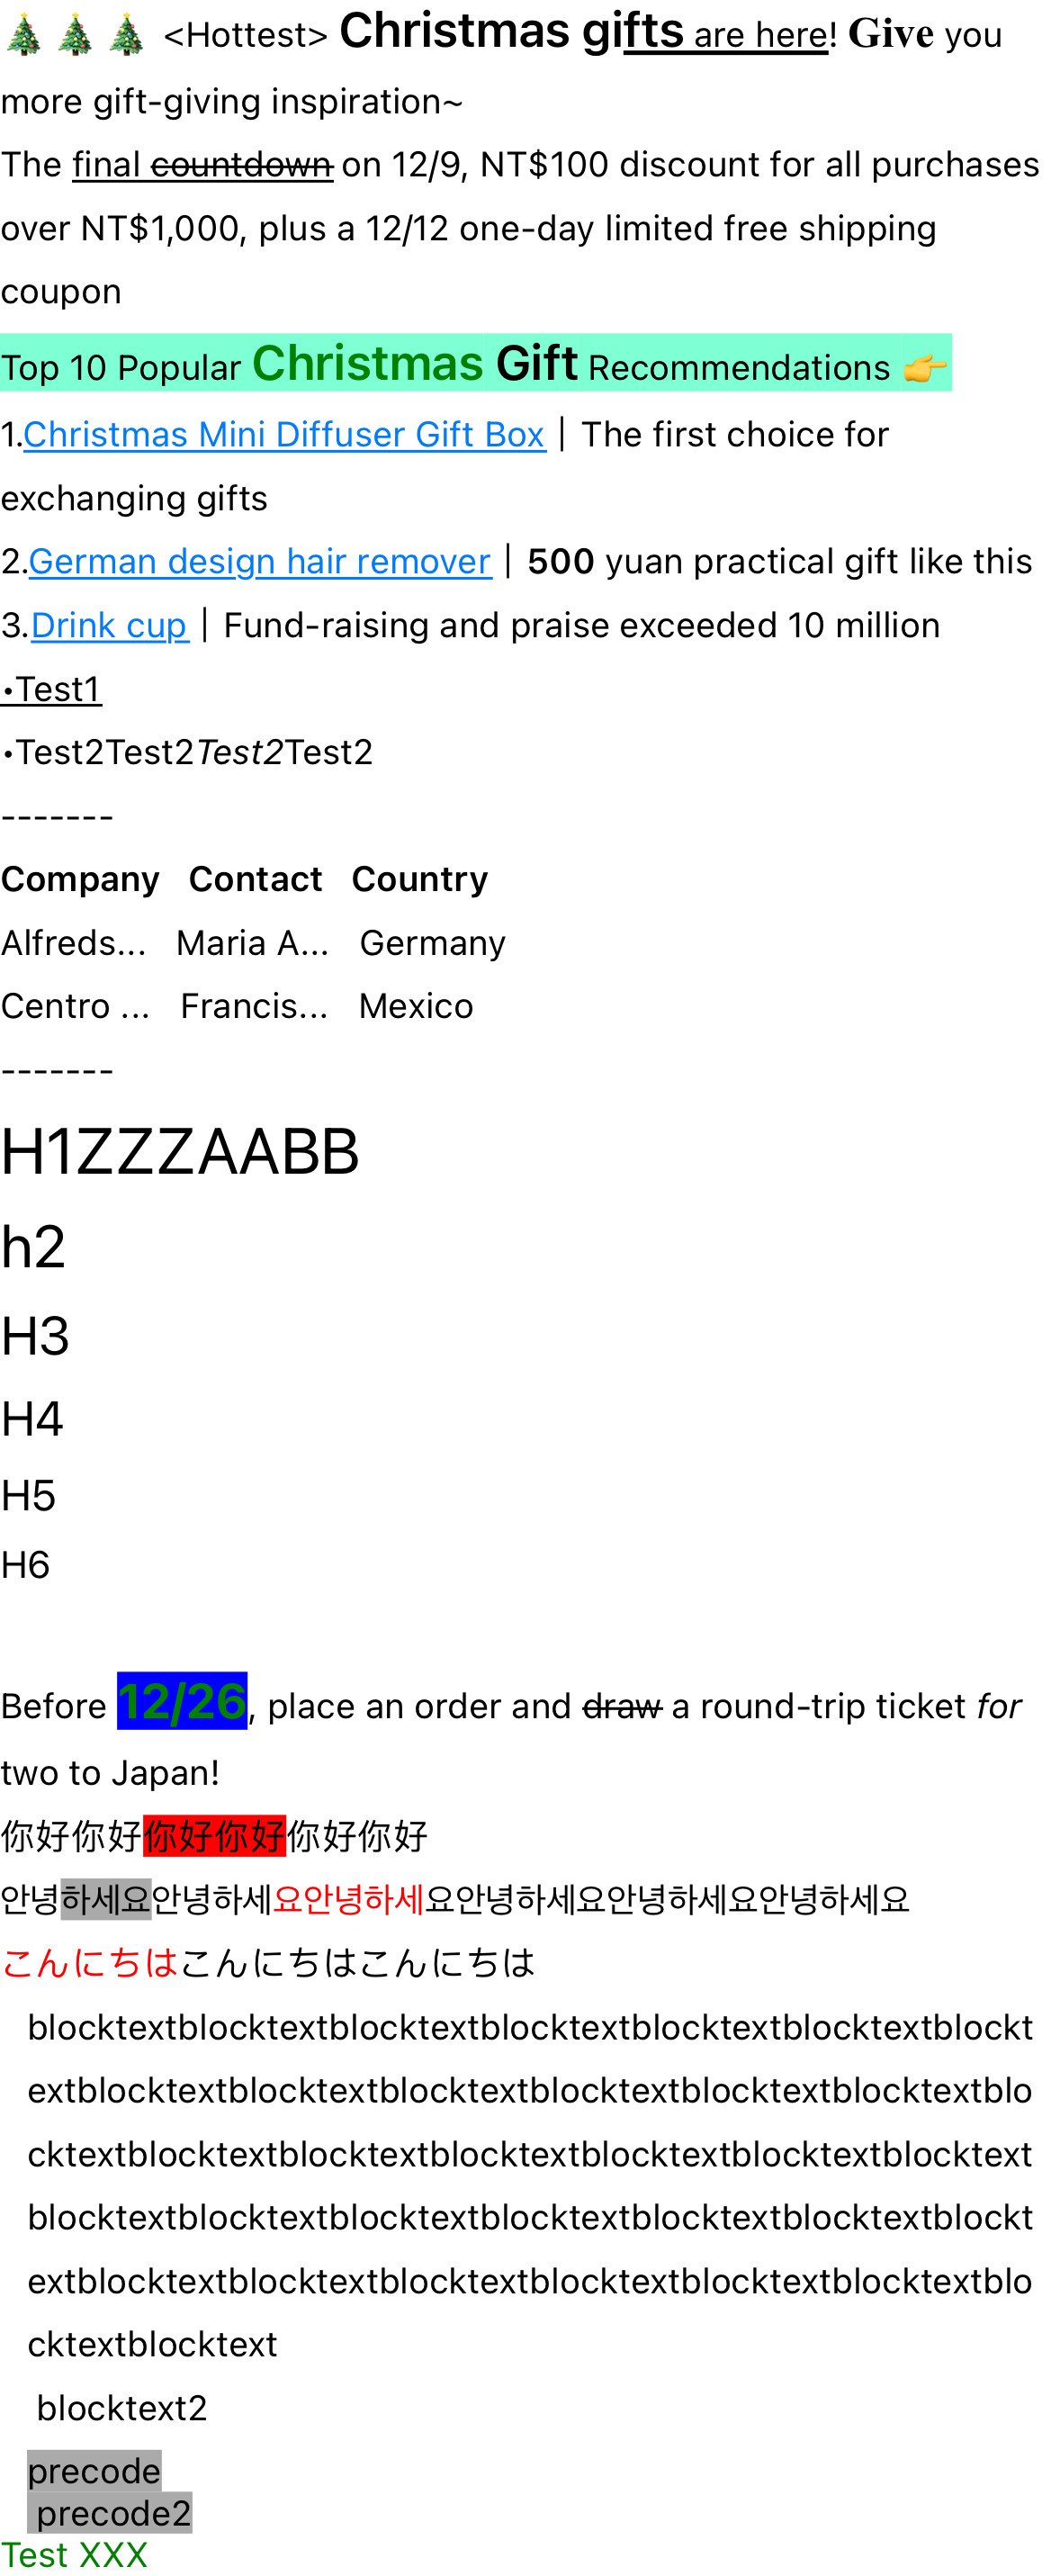 🎄🎄🎄 <Hottest> Christmas gifts are here! Give you
more gift-giving inspiration~
The final countdown on 12/9, NT$100 discount for all purchases
over NT$1,000, plus a 12/12 one-day limited free shipping
coupon
Top 10 Popular Christmas Gift Recommendations 👉
1.Christmas Mini Diffuser Gift Box｜The first choice for
exchanging gifts
2.German design hair remover｜500 yuan practical gift like this
3.Drink cup｜Fund-raising and praise exceeded 10 million
•Test1
•Test2Test2Test2Test2
-------
Company Contact Country
Alfreds... Maria A... Germany
Centro ... Francis... Mexico
-------
H1ZZZAABB
h2
H3
H4
H5
H6
Before 12/26, place an order and draw a round-trip ticket for
two to Japan!
你好你好你好你好你好你好
안녕하세요안녕하세요안녕하세요안녕하세요안녕하세요안녕하세요
こんにちはこんにちはこんにちは
blocktextblocktextblocktextblocktextblocktextblocktextblockt
extblocktextblocktextblocktextblocktextblocktextblocktextblo
cktextblocktextblocktextblocktextblocktextblocktextblocktext
blocktextblocktextblocktextblocktextblocktextblocktextblockt
extblocktextblocktextblocktextblocktextblocktextblocktextblo
cktextblocktext
blocktext2
precode
precode2
Test XXX